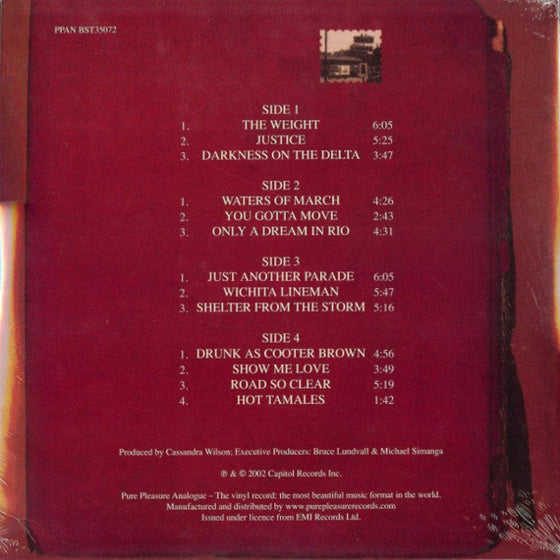 PPAN BST35072
SIDE 1
1. THE WEIGHT 6:05
2. JUSTICE 5:25
3. DARKNESS ON THE DELTA 3:47
SIDE 2
1. WATERS OF MARCH 4:26
2. YOU GOTTA MOVE 2:43
3. ONLY A DREAM IN RIO 4:31
SIDE 3
1. JUST ANOTHER PARADE 6:05
2. WICHITA LINEMAN 5:47
3. SHELTER FROM THE STORM 5:16
SIDE 4
1. DRUNK AS COOTER BROWN 4:56
2. SHOW ME LOVE 3:49
3. ROAD SO CLEAR 5:19
4. HOT TAMALES 1:42
Produced by Cassandra Wilson; Executive Producers: Bruce Lundvall & Michael Simanga
℗ & © 2002 Capitol Records Inc.
Pure Pleasure Analogue – The vinyl record: the most beautiful music format in the world.
Manufactured and distributed by www.purepleasurerecords.com
Issued under licence from EMI Records Ltd.